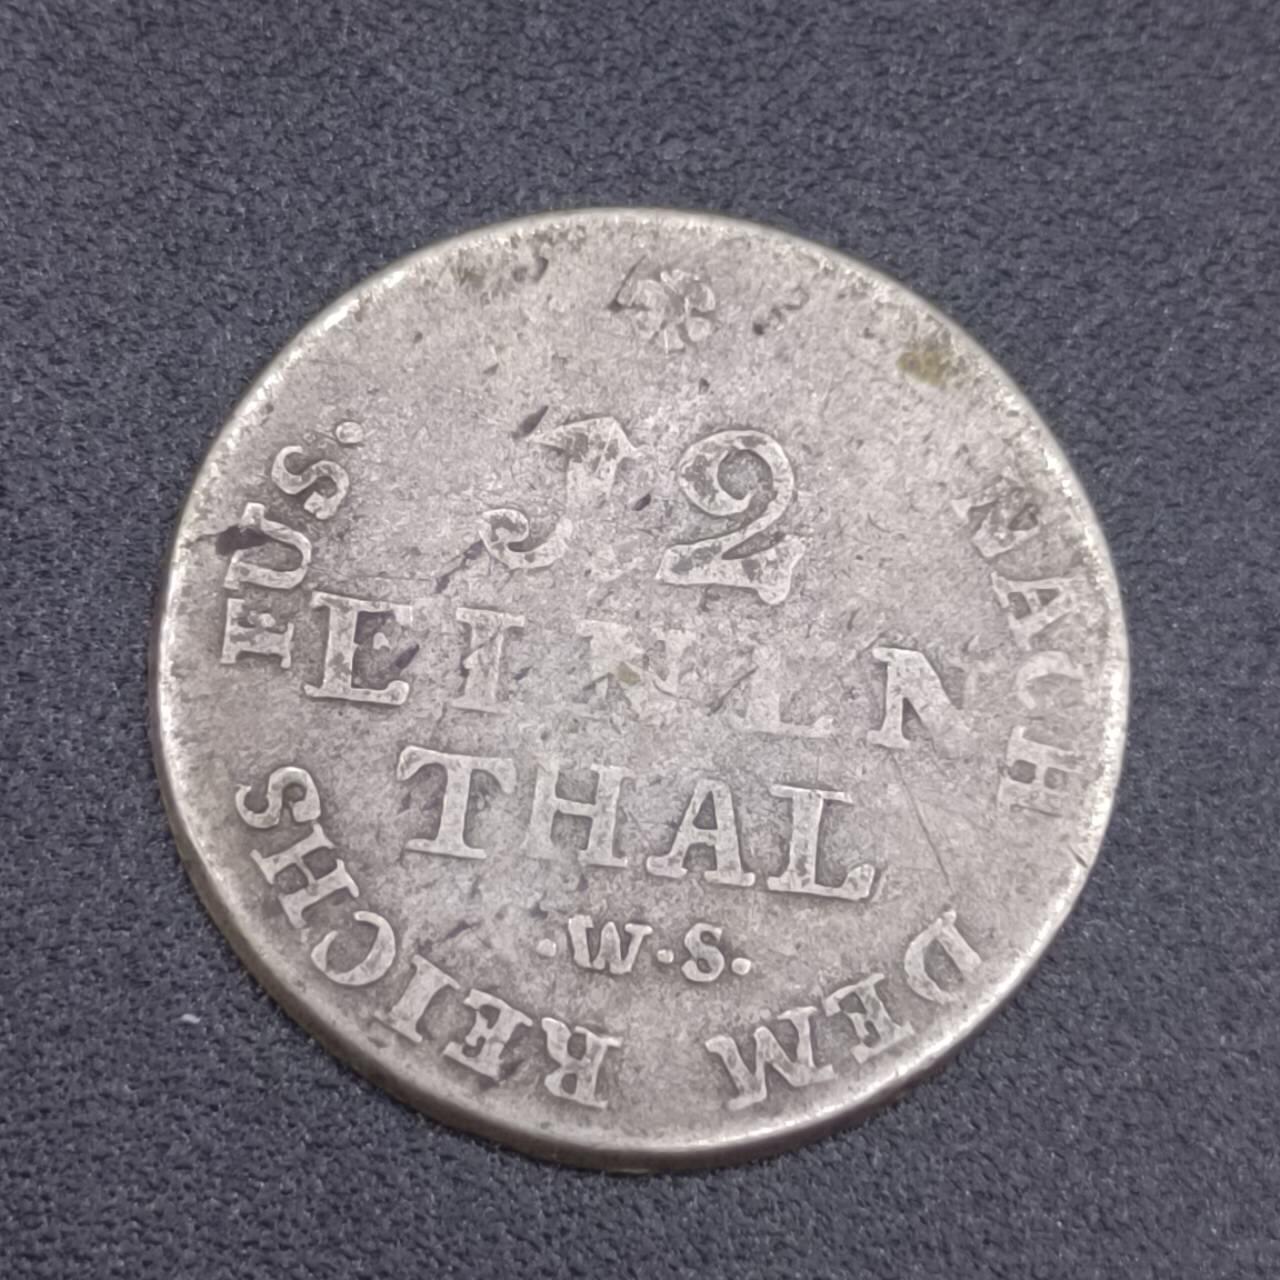 12
EINEN
THAL
·W·S·
NACH DEM REICHS FUS.